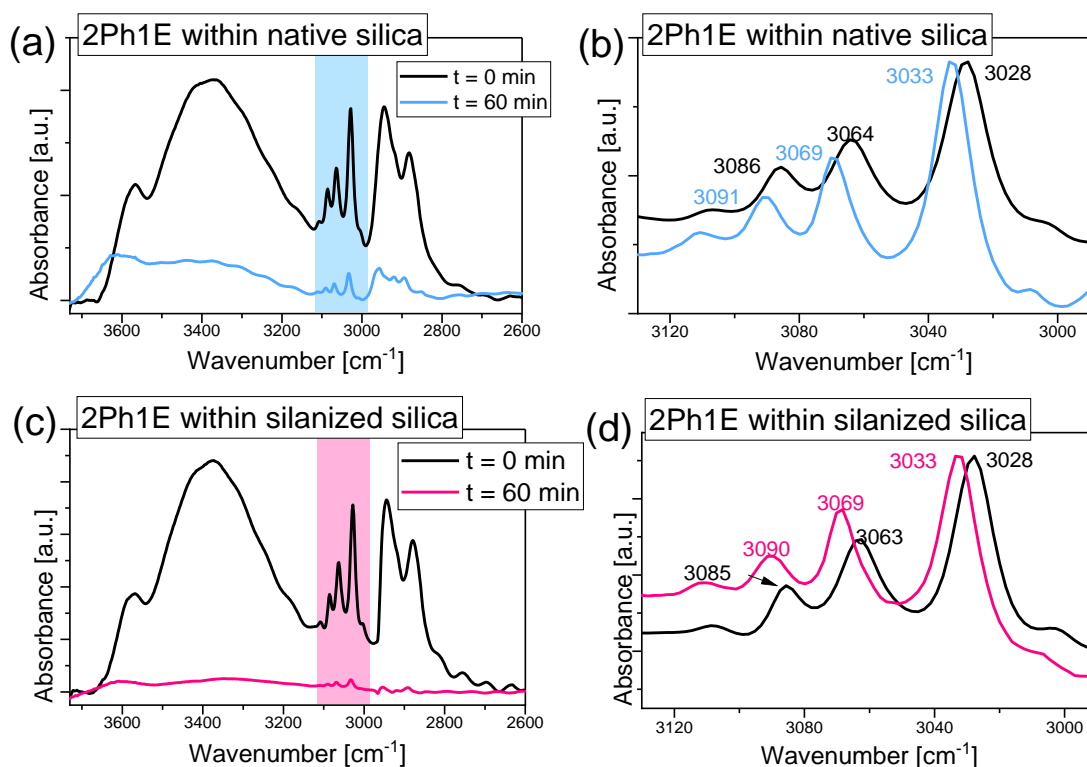 (a)
2Ph1E within native silica
t = 0 min
t = 60 min
Absorbance [a.u.]
3600 3400 3200 3000 2800 2600
Wavenumber [cm⁻¹]
(b)
2Ph1E within native silica
3033
3028
3064
3069
3086
3091
Absorbance [a.u.]
3120 3080 3040 3000
Wavenumber [cm⁻¹]
(c)
2Ph1E within silanized silica
t = 0 min
t = 60 min
Absorbance [a.u.]
3600 3400 3200 3000 2800 2600
Wavenumber [cm⁻¹]
(d)
2Ph1E within silanized silica
3033
3028
3069
3063
3090
3085
Absorbance [a.u.]
3120 3080 3040 3000
Wavenumber [cm⁻¹]